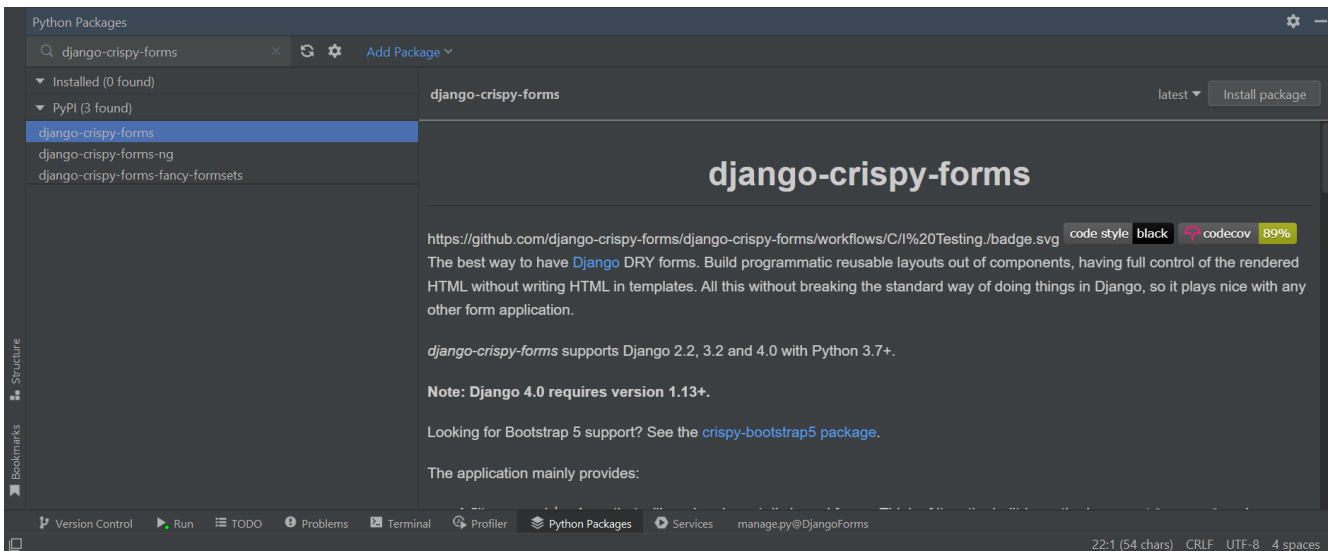 Python Packages
django-crispy-forms
Add Package
Installed (0 found)
PyPI (3 found)
django-crispy-forms
django-crispy-forms-ng
django-crispy-forms-fancy-formsets
django-crispy-forms
latest
Install package
django-crispy-forms
https://github.com/django-crispy-forms/django-crispy-forms/workflows/C/I%20Testing./badge.svg code style black codecov 89%
The best way to have Django DRY forms. Build programmatic reusable layouts out of components, having full control of the rendered
HTML without writing HTML in templates. All this without breaking the standard way of doing things in Django, so it plays nice with any
other form application.
django-crispy-forms supports Django 2.2, 3.2 and 4.0 with Python 3.7+.
Note: Django 4.0 requires version 1.13+.
Looking for Bootstrap 5 support? See the crispy-bootstrap5 package.
The application mainly provides:
Structure
Bookmarks
Version Control Run TODO Problems Terminal Profiler Python Packages Services manage.py@DjangoForms
22:1 (54 chars) CRLF UTF-8 4 spaces